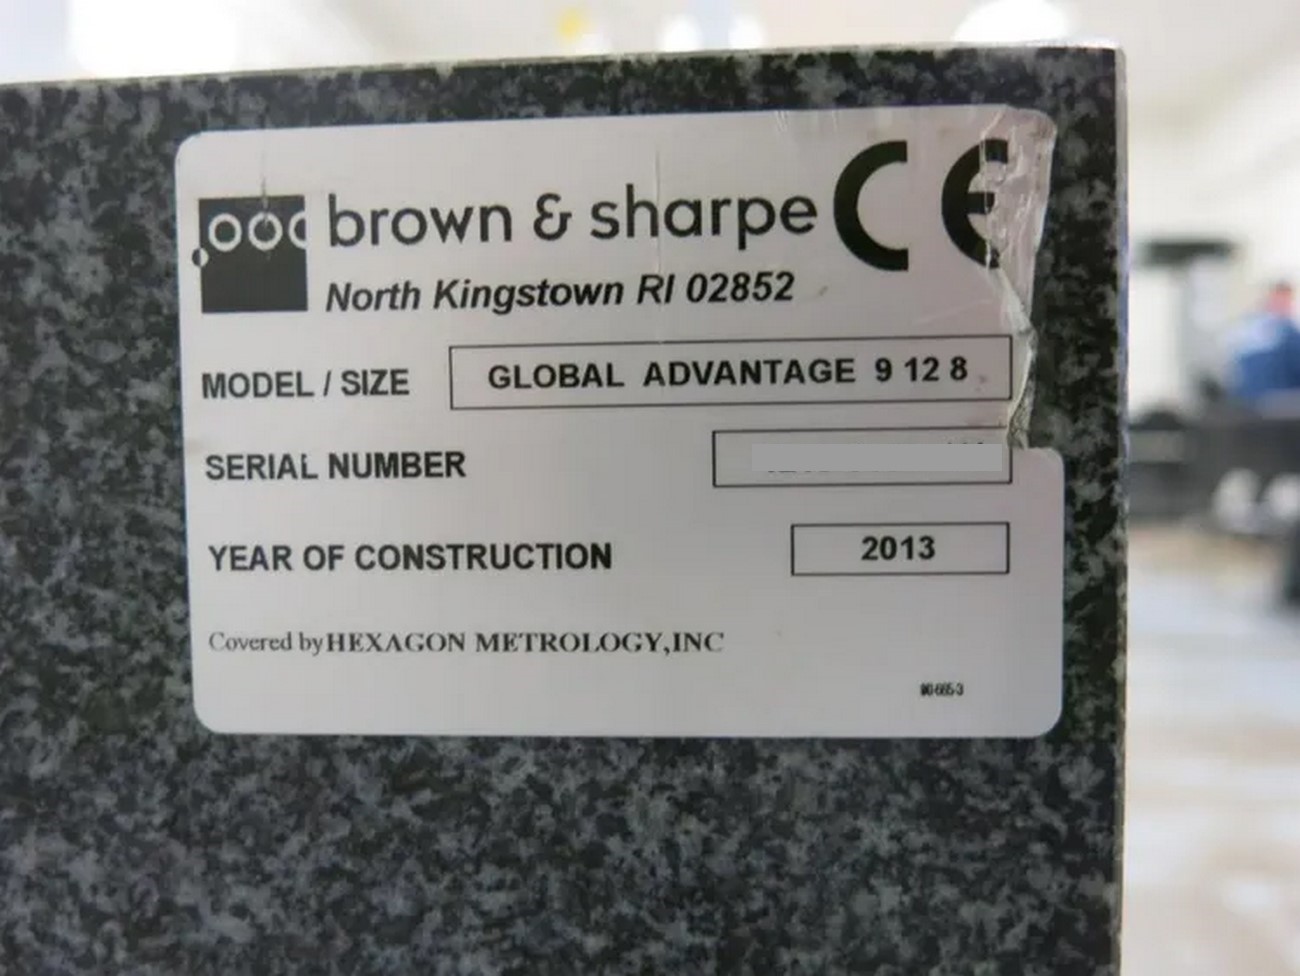 brown & sharpe CE
North Kingstown RI 02852
MODEL / SIZE GLOBAL ADVANTAGE 9 12 8
SERIAL NUMBER
YEAR OF CONSTRUCTION 2013
Covered by HEXAGON METROLOGY,INC